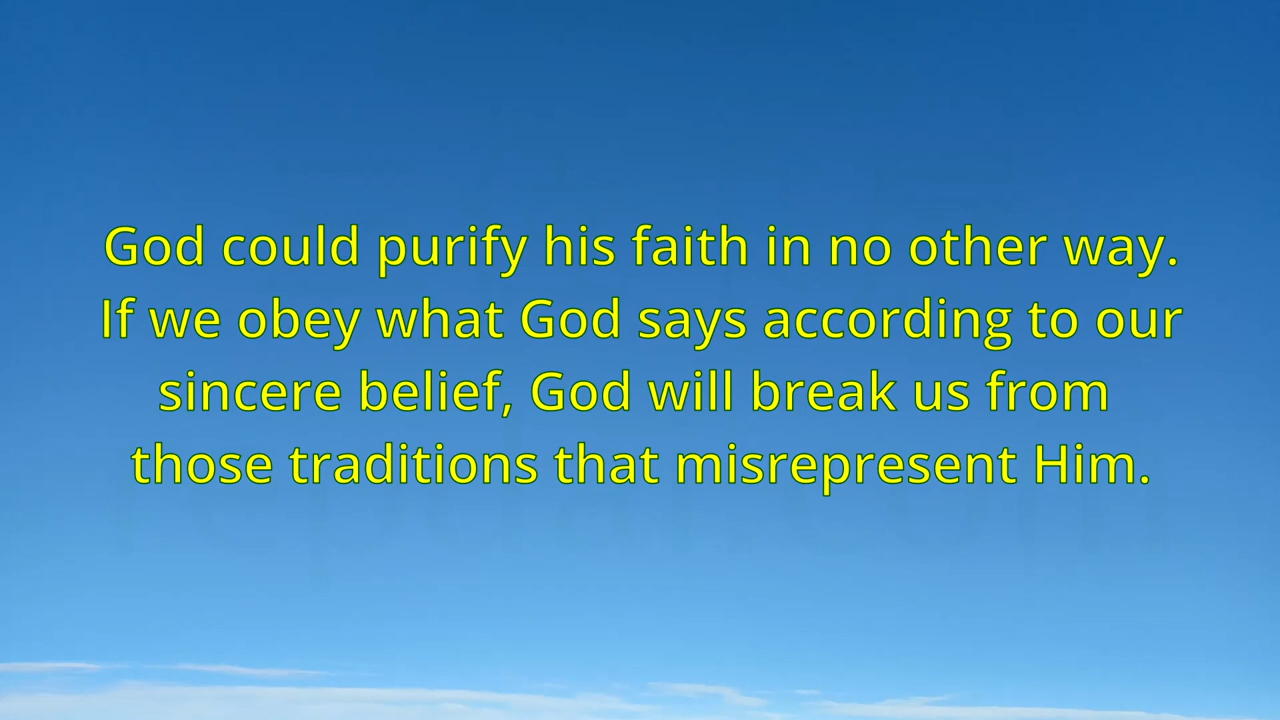 God could purify his faith in no other way.
If we obey what God says according to our
sincere belief, God will break us from
those traditions that misrepresent Him.